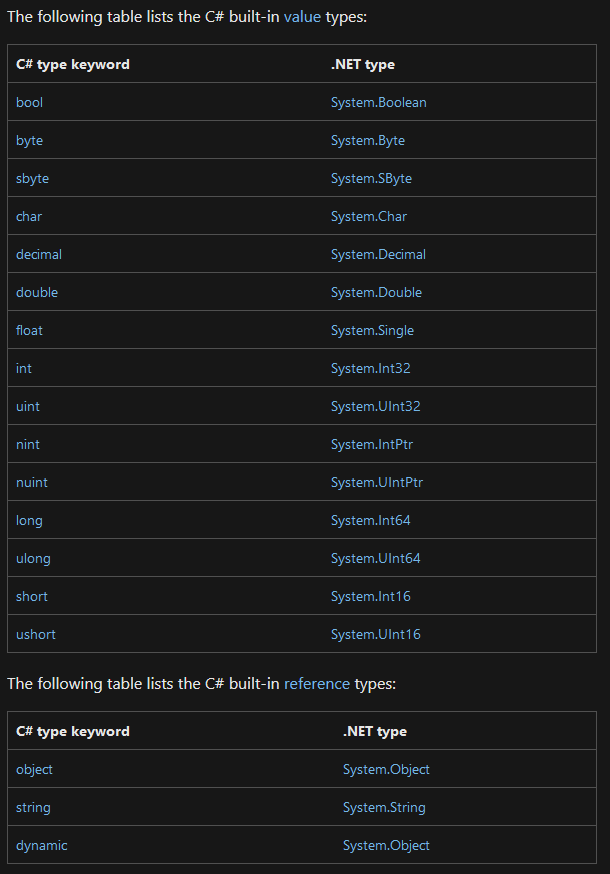 The following table lists the C# built-in value types:
C# type keyword .NET type
bool System.Boolean
byte System.Byte
sbyte System.SByte
char System.Char
decimal System.Decimal
double System.Double
float System.Single
int System.Int32
uint System.UInt32
nint System.IntPtr
nuint System.UIntPtr
long System.Int64
ulong System.UInt64
short System.Int16
ushort System.UInt16
The following table lists the C# built-in reference types:
C# type keyword .NET type
object System.Object
string System.String
dynamic System.Object